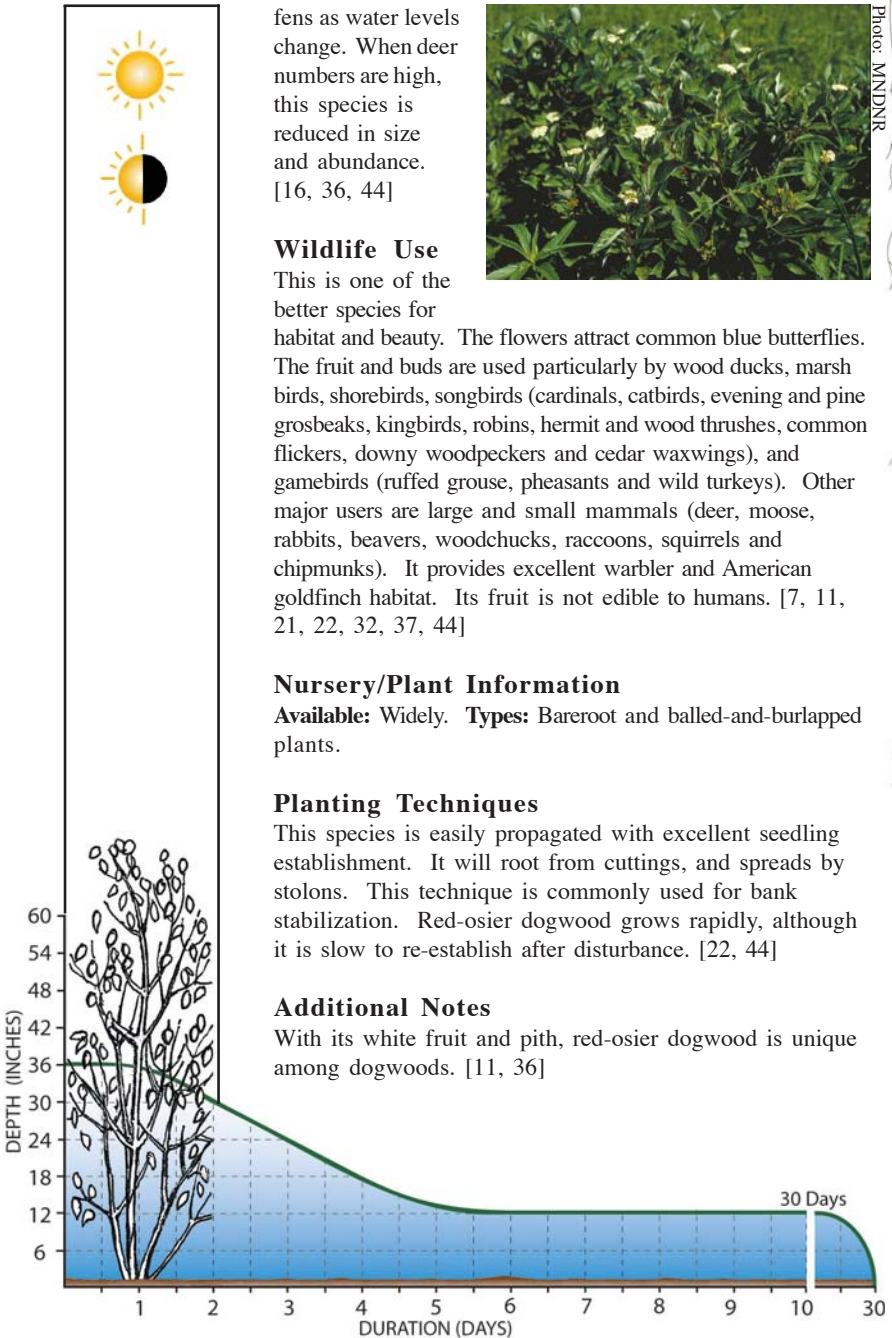 fens as water levels
change. When deer
numbers are high,
this species is
reduced in size
and abundance.
[16, 36, 44]
Photo: MNDNR
Wildlife Use
This is one of the
better species for
habitat and beauty. The flowers attract common blue butterflies.
The fruit and buds are used particularly by wood ducks, marsh
birds, shorebirds, songbirds (cardinals, catbirds, evening and pine
grosbeaks, kingbirds, robins, hermit and wood thrushes, common
flickers, downy woodpeckers and cedar waxwings), and
gamebirds (ruffed grouse, pheasants and wild turkeys). Other
major users are large and small mammals (deer, moose,
rabbits, beavers, woodchucks, raccoons, squirrels and
chipmunks). It provides excellent warbler and American
goldfinch habitat. Its fruit is not edible to humans. [7, 11,
21, 22, 32, 37, 44]
Nursery/Plant Information
Available: Widely. Types: Bareroot and balled-and-burlapped
plants.
Planting Techniques
This species is easily propagated with excellent seedling
establishment. It will root from cuttings, and spreads by
stolons. This technique is commonly used for bank
stabilization. Red-osier dogwood grows rapidly, although
it is slow to re-establish after disturbance. [22, 44]
Additional Notes
With its white fruit and pith, red-osier dogwood is unique
among dogwoods. [11, 36]
DEPTH (INCHES)
60
54
48
42
36
30
24
18
12
6
30 Days
1 2 3 4 5 6 7 8 9 10 30
DURATION (DAYS)